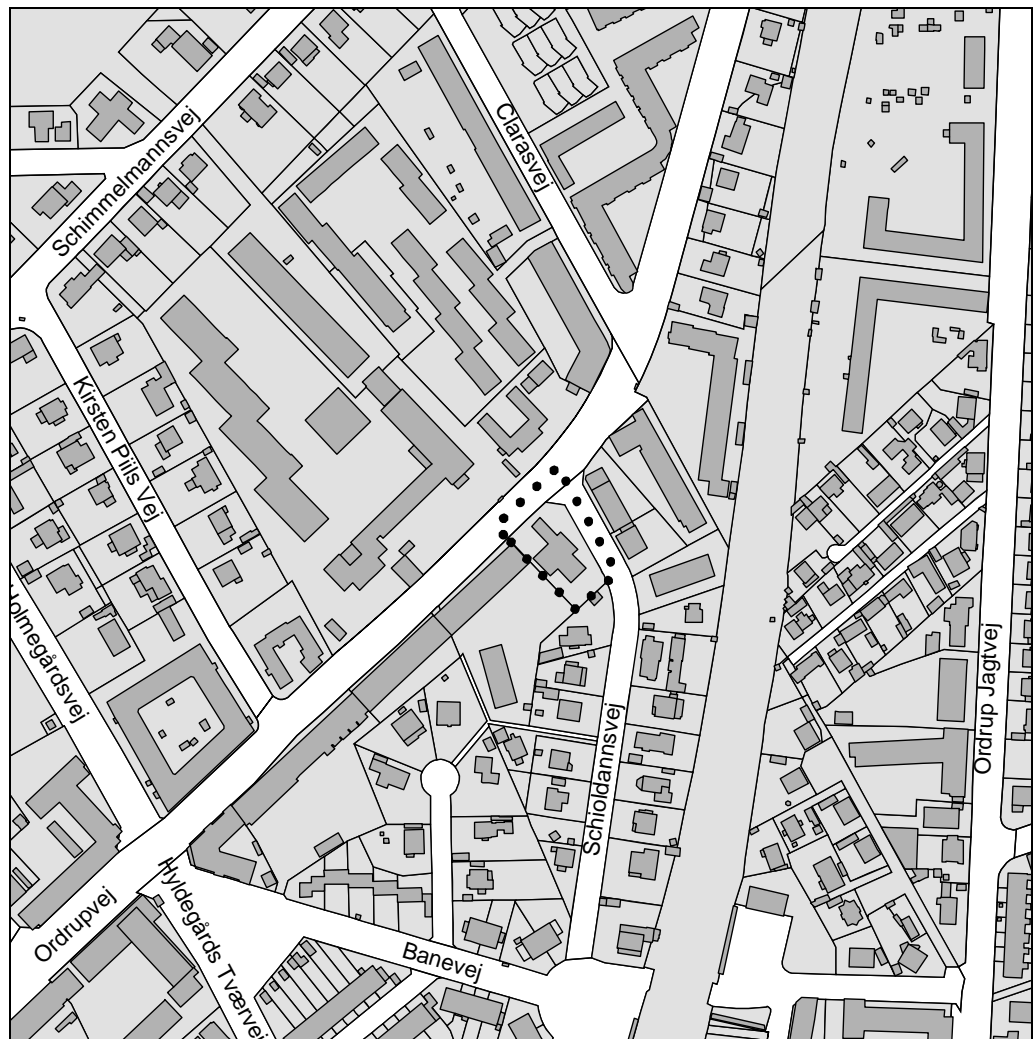 Schimmelmannsvej
Clarasvej
Kirsten Piils Vej
Holmegårdsvej
Ordrup Jagtvej
Schioldannsvej
Hyldegårds Tværvej
Ordrupvej
Banevej